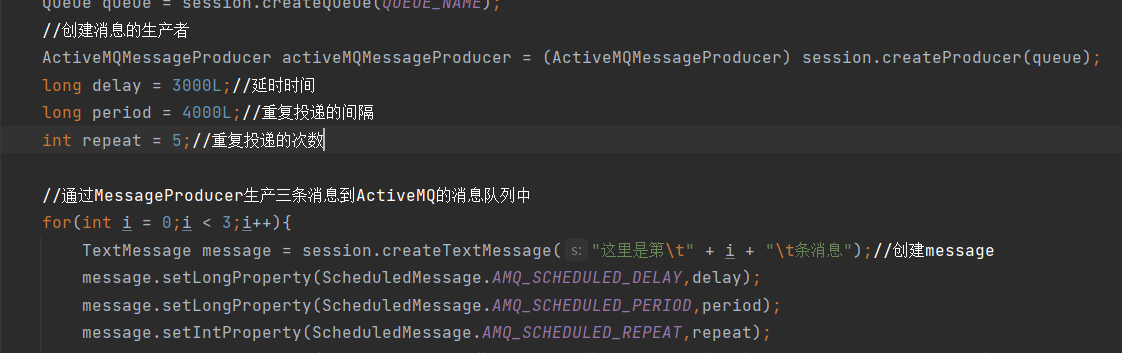 Queue queue = session.createQueue(QUEUE_NAME);
//创建消息的生产者
ActiveMQMessageProducer activeMQMessageProducer = (ActiveMQMessageProducer) session.createProducer(queue);
long delay = 3000L;//延时时间
long period = 4000L;//重复投递的间隔
int repeat = 5;//重复投递的次数
//通过MessageProducer生产三条消息到ActiveMQ的消息队列中
for(int i = 0;i < 3;i++){
TextMessage message = session.createTextMessage( s: "这里是第\t" + i + "\t条消息");//创建message
message.setLongProperty(ScheduledMessage.AMQ_SCHEDULED_DELAY,delay);
message.setLongProperty(ScheduledMessage.AMQ_SCHEDULED_PERIOD,period);
message.setIntProperty(ScheduledMessage.AMQ_SCHEDULED_REPEAT,repeat);